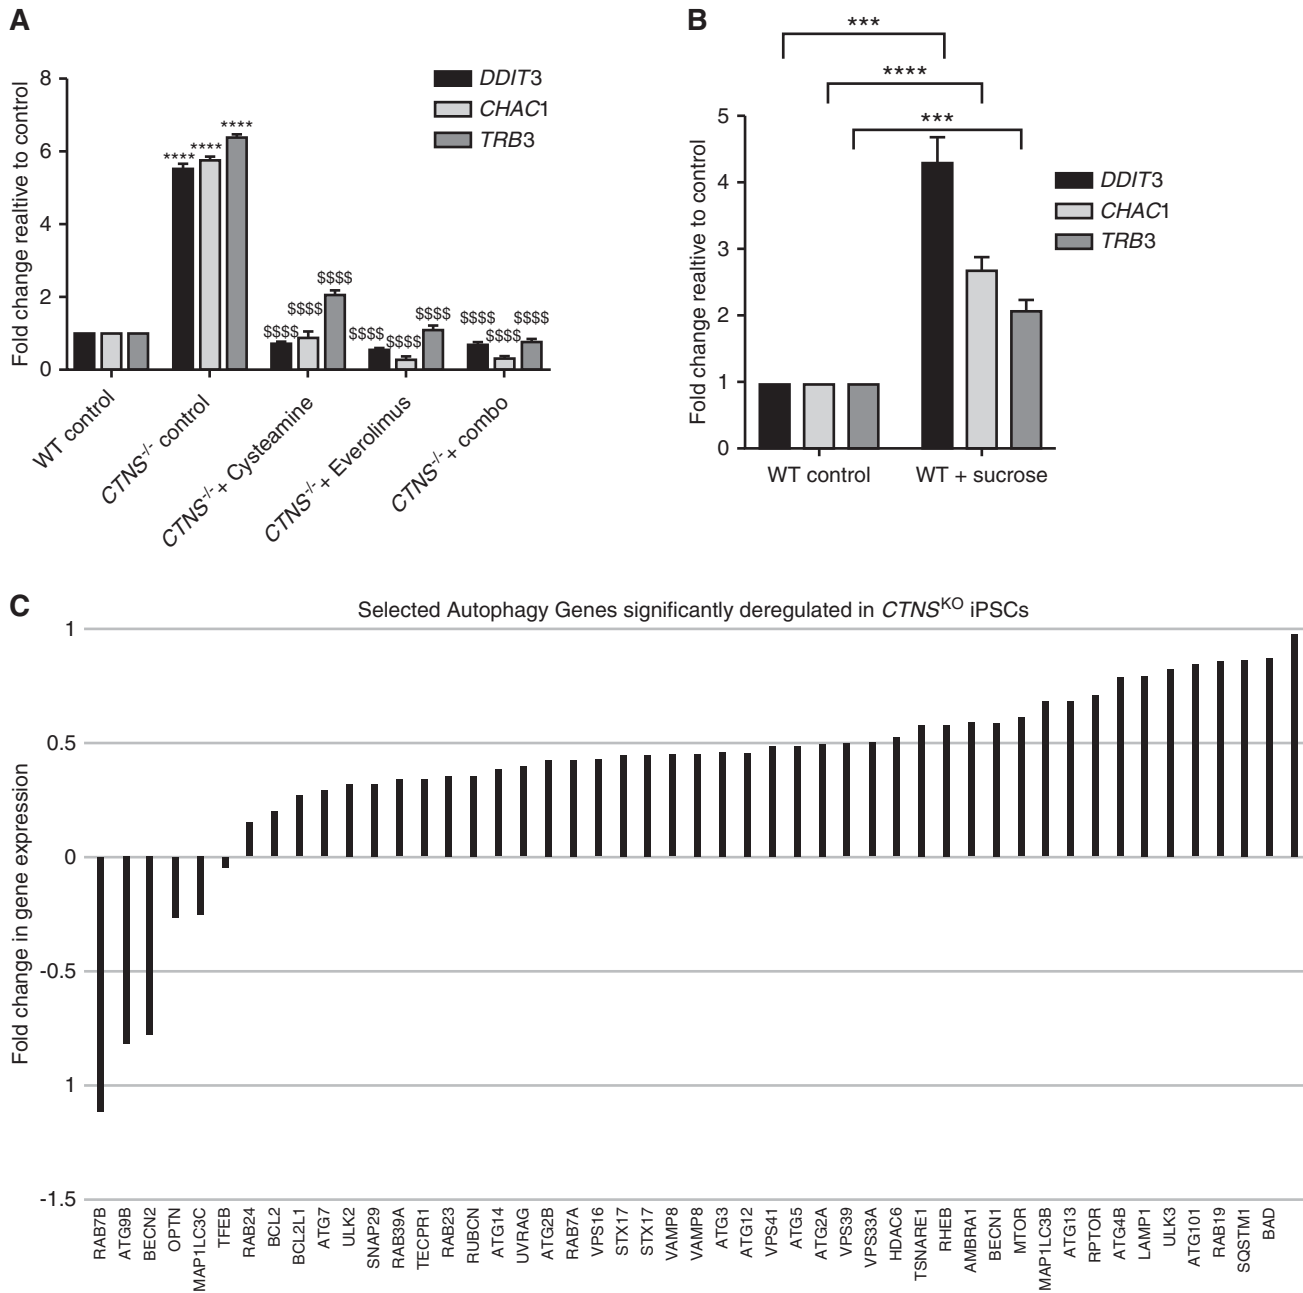 A
Fold change realtive to control
8
6
4
2
0
DDIT3
CHAC1
TRB3
****
****
****
$$$$
$$$$
$$$$
$$$$
$$$$
$$$$
$$$$
$$$$
$$$$
WT control
CTNS-/- control
CTNS-/-+ Cysteamine
CTNS-/-+ Everolimus
CTNS-/-+ combo
B
Fold change realtive to control
5
4
3
2
1
0
***
****
***
DDIT3
CHAC1
TRB3
WT control
WT + sucrose
C
Selected Autophagy Genes significantly deregulated in CTNSKO iPSCs
Fold change in gene expression
1
0.5
0
-0.5
1
-1.5
RAB7B
ATG9B
BECN2
OPTN
MAP1LC3C
TFEB
RAB24
BCL2
BCL2L1
ATG7
ULK2
SNAP29
RAB39A
TECPR1
RAB23
RUBCN
ATG14
UVRAG
ATG2B
RAB7A
VPS16
STX17
STX17
VAMP8
VAMP8
ATG3
ATG12
VPS41
ATG5
ATG2A
VPS39
VPS33A
HDAC6
TSNARE1
RHEB
AMBRA1
BECN1
MTOR
MAP1LC3B
ATG13
RPTOR
ATG4B
LAMP1
ULK3
ATG101
RAB19
SQSTM1
BAD